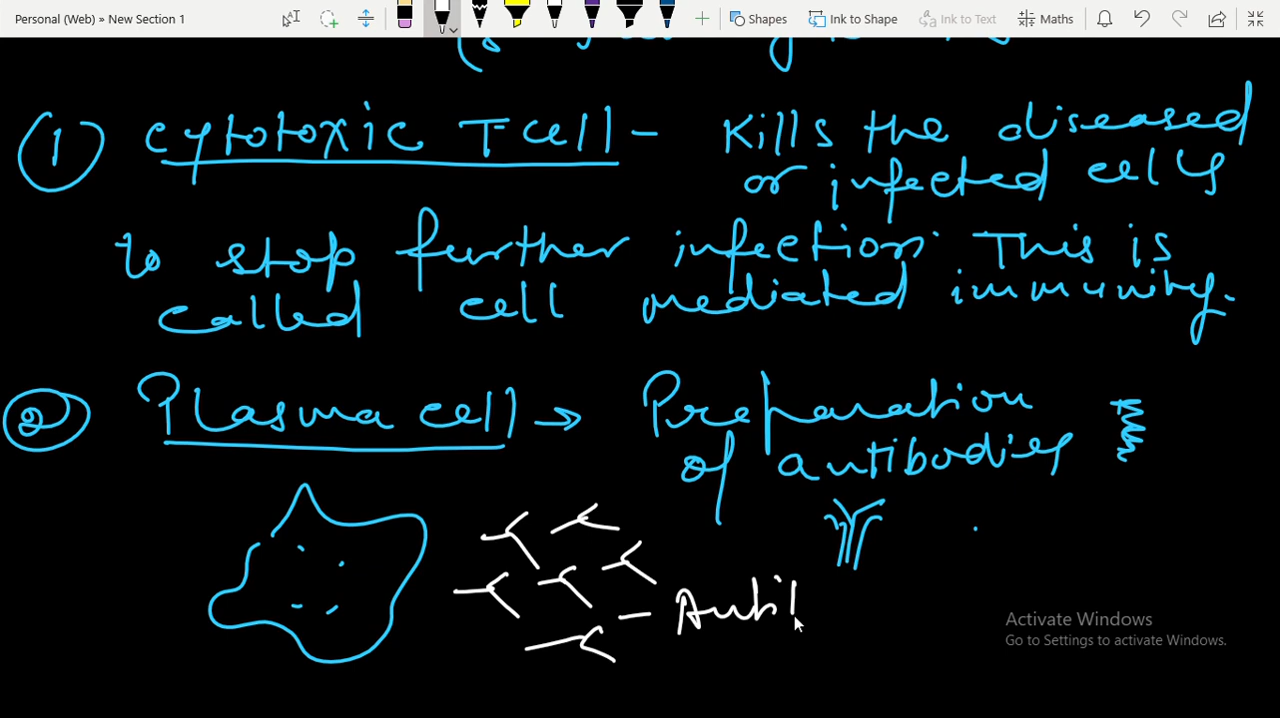 Personal (Web) » New Section 1
Shapes
Ink to Shape
Ink to Text
Maths
1 Cytotoxic T cell – Kills the diseased
or infected cells
to stop further infection. This is
called cell mediated immunity.
2 Plasma cell → Preparation
of antibodies
– Anti
Activate Windows
Go to Settings to activate Windows.